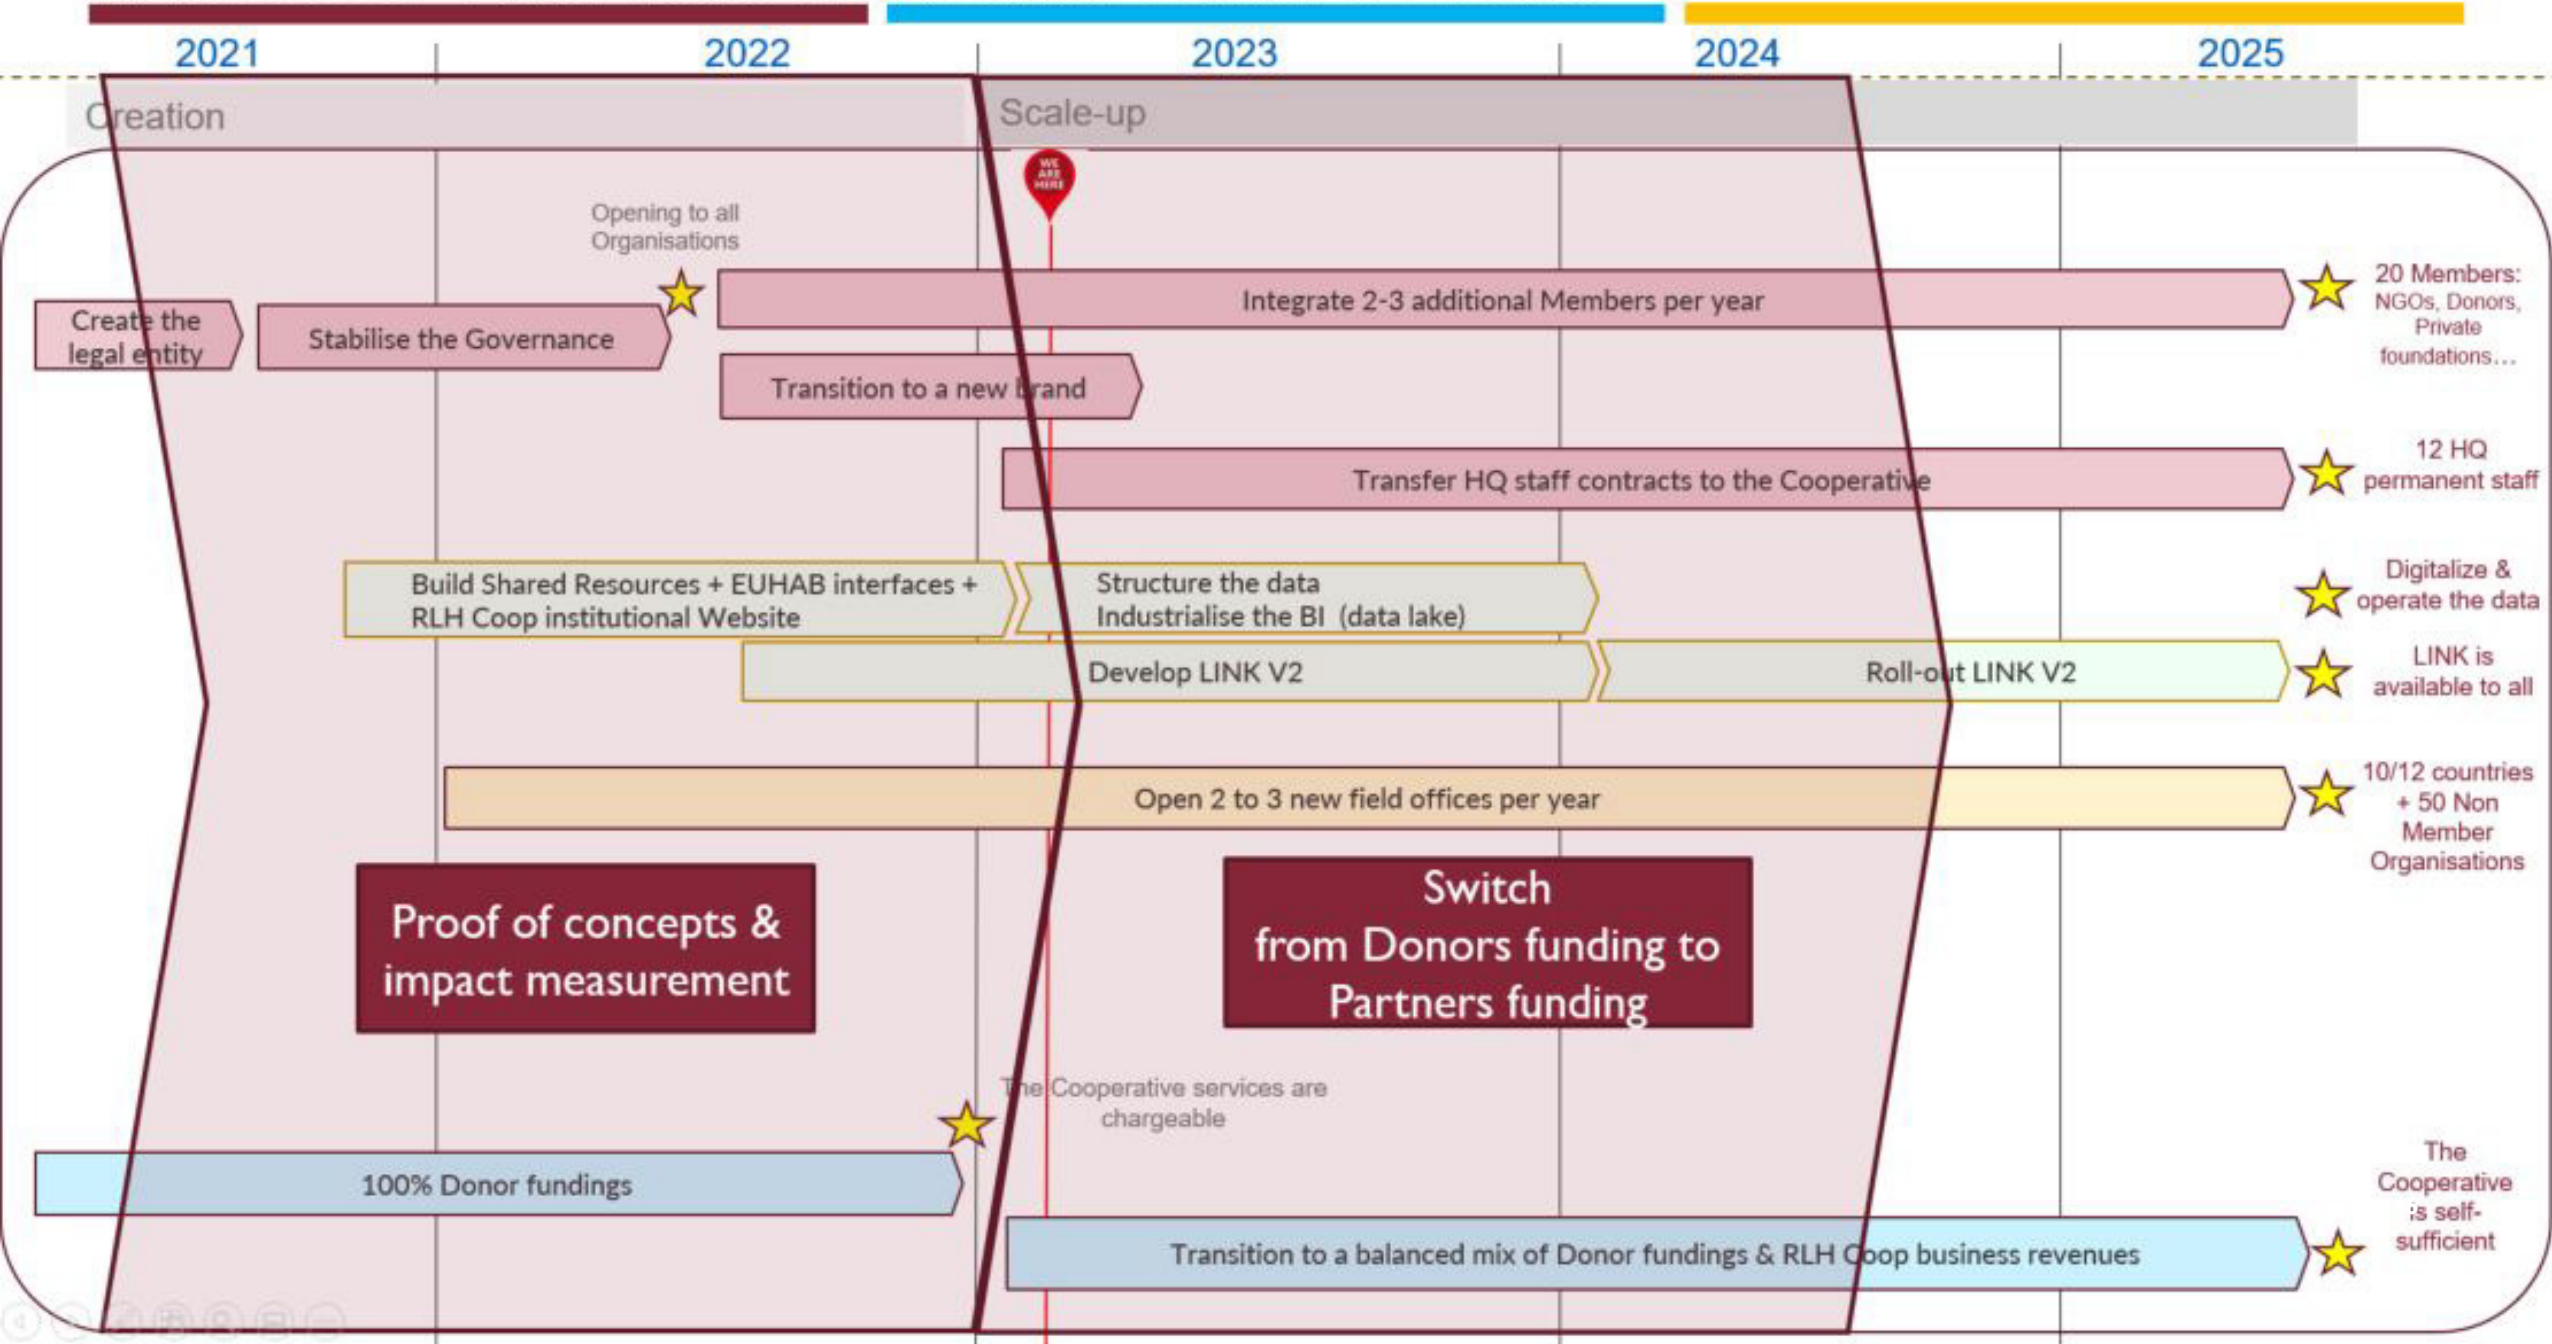 2021
2022
2023
2024
2025
Creation
Scale-up
WE
ARE
HERE
Opening to all
Organisations
Create the
legal entity
Stabilise the Governance
Integrate 2-3 additional Members per year
20 Members:
NGOs, Donors,
Private
foundations...
Transition to a new brand
Transfer HQ staff contracts to the Cooperative
12 HQ
permanent staff
Build Shared Resources + EUHAB interfaces +
RLH Coop institutional Website
Structure the data
Industrialise the BI (data lake)
Digitalize &
operate the data
Develop LINK V2
Roll-out LINK V2
LINK is
available to all
Open 2 to 3 new field offices per year
10/12 countries
+ 50 Non
Member
Organisations
Proof of concepts &
impact measurement
Switch
from Donors funding to
Partners funding
The Cooperative services are
chargeable
100% Donor fundings
Transition to a balanced mix of Donor fundings & RLH Coop business revenues
The
Cooperative
is self-
sufficient